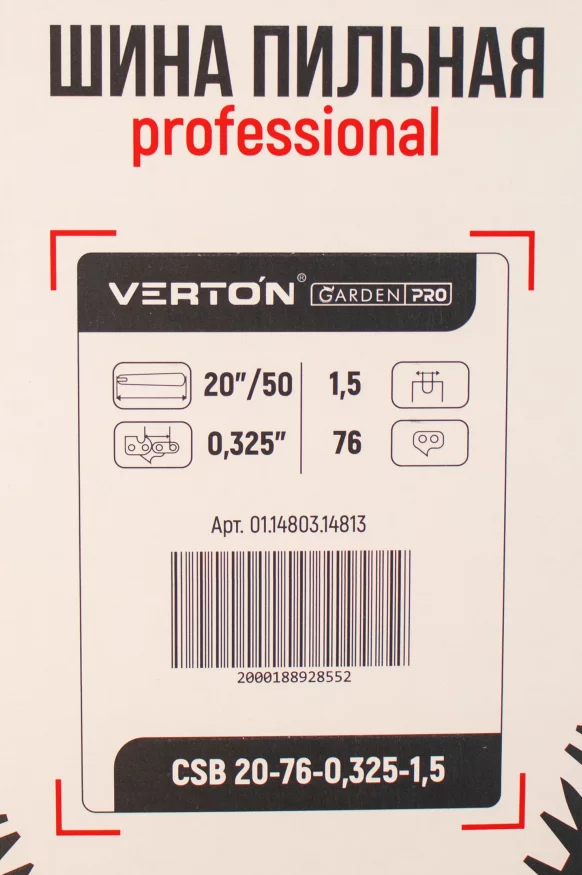 ШИНА ПИЛЬНАЯ
professional
VERTON® GARDEN PRO
20"/50 1,5
0,325" 76
Арт. 01.14803.14813
2000188928552
CSB 20-76-0,325-1,5